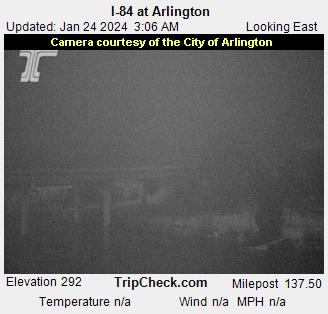 I-84 at Arlington
Updated: Jan 24 2024 3:06 AM Looking East
Camera courtesy of the City of Arlington
Elevation 292 TripCheck.com Milepost 137.50
Temperature n/a Wind n/a MPH n/a